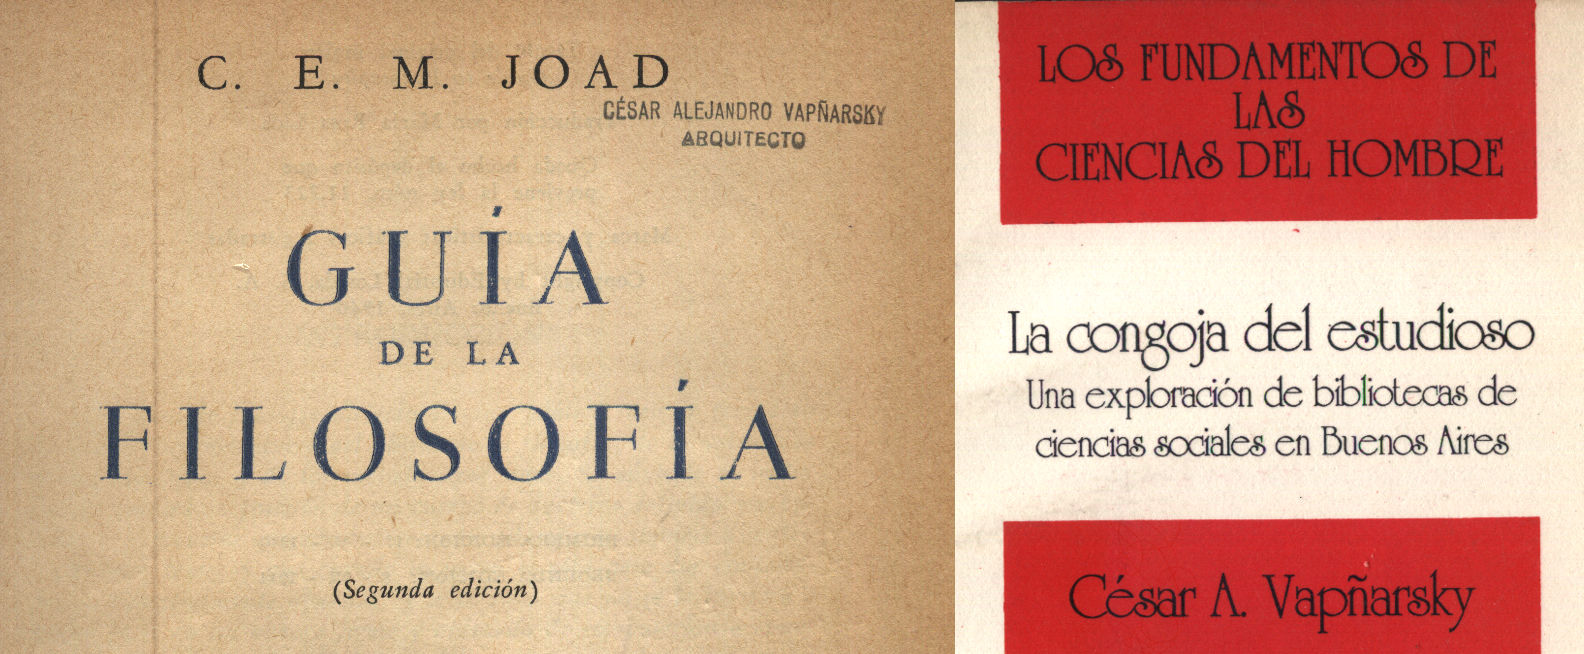 C. E. M. JOAD
CÉSAR ALEJANDRO VAPÑARSKY
ARQUITECTO
GUÍA
DE LA
FILOSOFÍA
(Segunda edición)
LOS FUNDAMENTOS DE
LAS
CIENCIAS DEL HOMBRE
La congoja del estudioso
Una exploración de bibliotecas de
ciencias sociales en Buenos Aires
César A. Vapñarsky